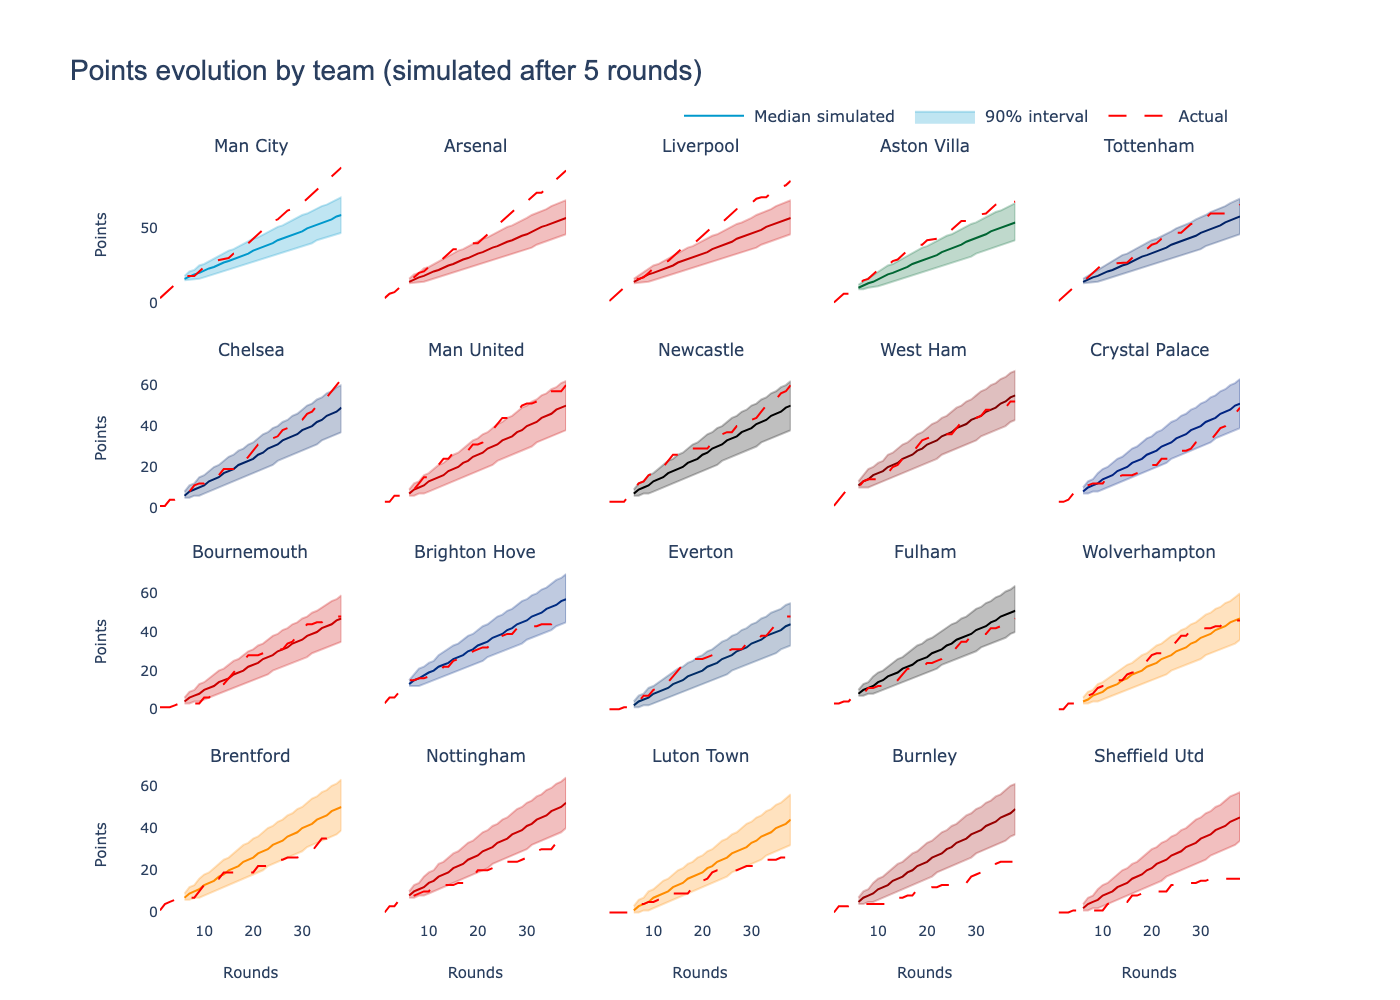 Points evolution by team (simulated after 5 rounds)
Median simulated 90% interval Actual
Man City Arsenal Liverpool Aston Villa Tottenham
Points
50
0
Chelsea Man United Newcastle West Ham Crystal Palace
Points
60
40
20
0
Bournemouth Brighton Hove Everton Fulham Wolverhampton
Points
60
40
20
0
Brentford Nottingham Luton Town Burnley Sheffield Utd
Points
60
40
20
0
10 20 30 10 20 30 10 20 30 10 20 30 10 20 30
Rounds Rounds Rounds Rounds Rounds